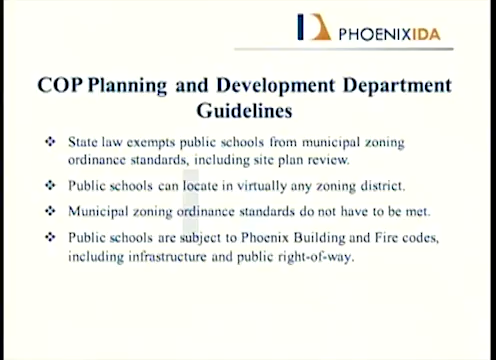 PHOENIXIDA
COP Planning and Development Department
Guidelines
❖ State law exempts public schools from municipal zoning
ordinance standards, including site plan review.
❖ Public schools can locate in virtually any zoning district.
❖ Municipal zoning ordinance standards do not have to be met.
❖ Public schools are subject to Phoenix Building and Fire codes,
including infrastructure and public right-of-way.